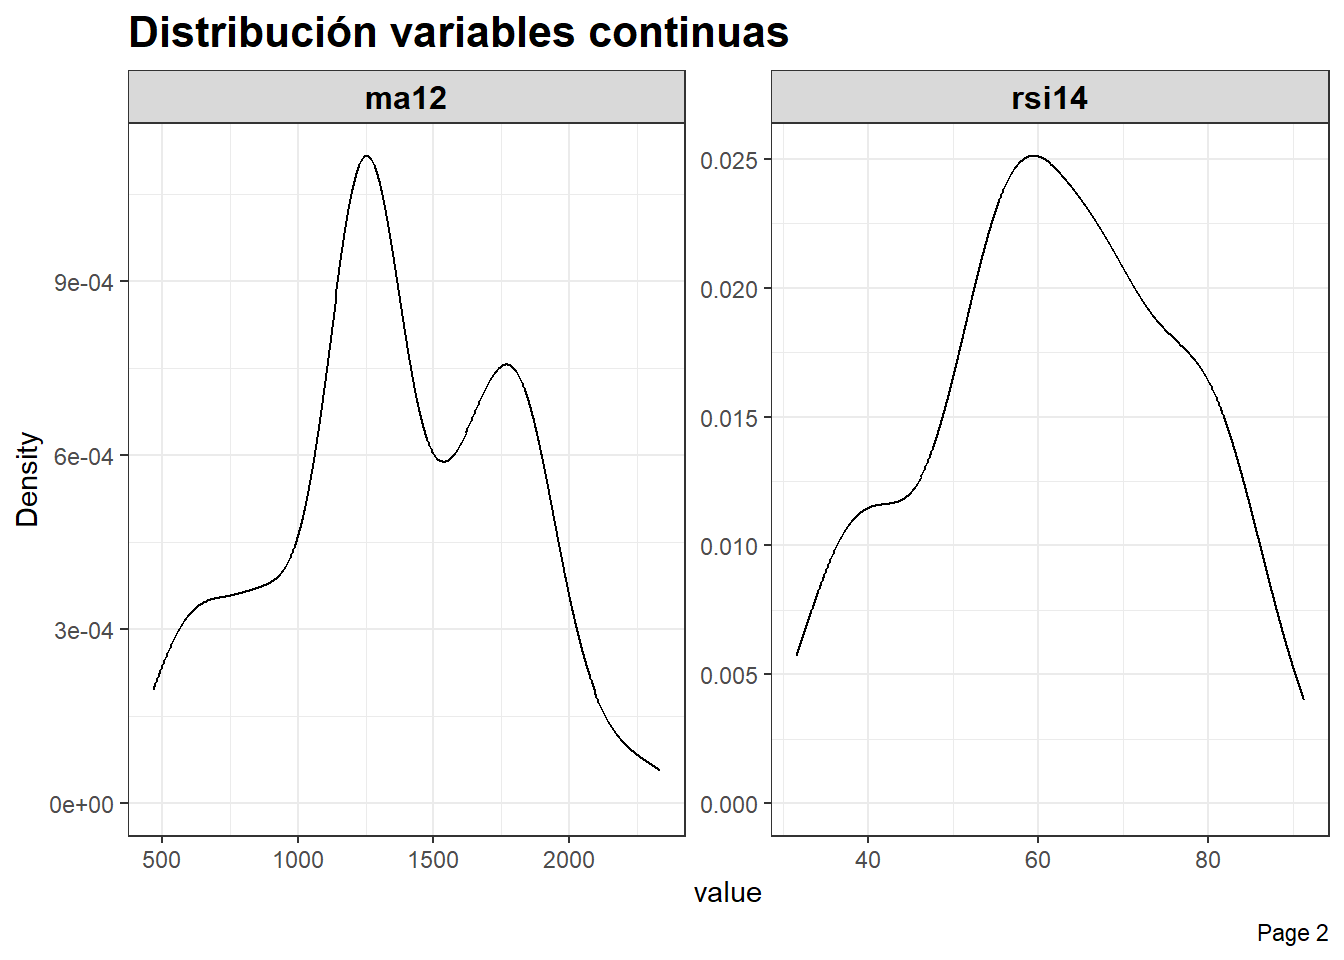 Distribución variables continuas
ma12
rsi14
Density
9e-04
6e-04
3e-04
0e+00
0.025
0.020
0.015
0.010
0.005
0.000
500 1000 1500 2000
40 60 80
value
Page 2